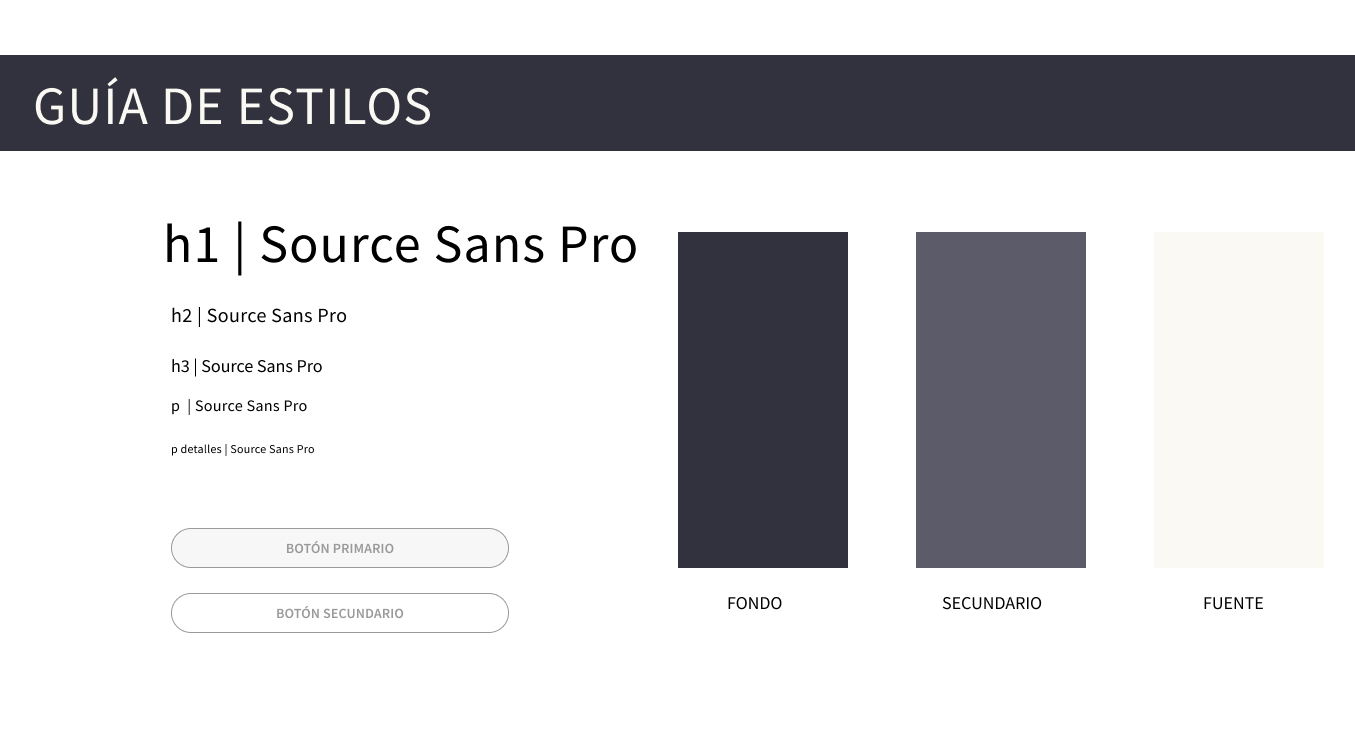 GUÍA DE ESTILOS
h1 | Source Sans Pro
h2 | Source Sans Pro
h3 | Source Sans Pro
p  | Source Sans Pro
p detalles | Source Sans Pro
BOTÓN PRIMARIO
BOTÓN SECUNDARIO
FONDO
SECUNDARIO
FUENTE